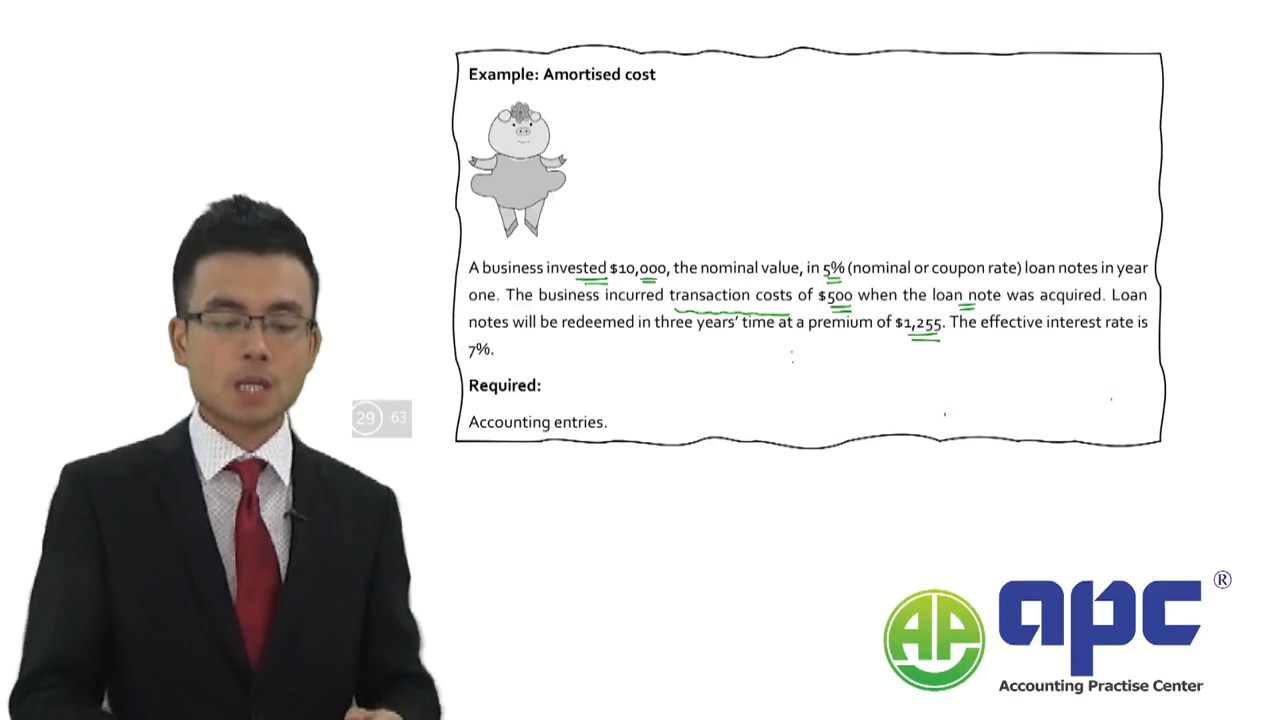 Example: Amortised cost
A business invested $10,000, the nominal value, in 5% (nominal or coupon rate) loan notes in year
one. The business incurred transaction costs of $500 when the loan note was acquired. Loan
notes will be redeemed in three years' time at a premium of $1,255. The effective interest rate is
7%.
Required:
Accounting entries.
29 63
AP apc ®
Accounting Practise Center